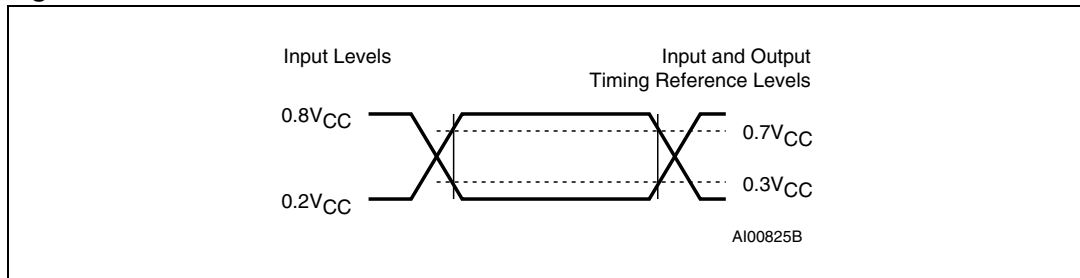 Input Levels
Input and Output
Timing Reference Levels
0.8VCC
0.7VCC
0.3VCC
0.2VCC
AI00825B